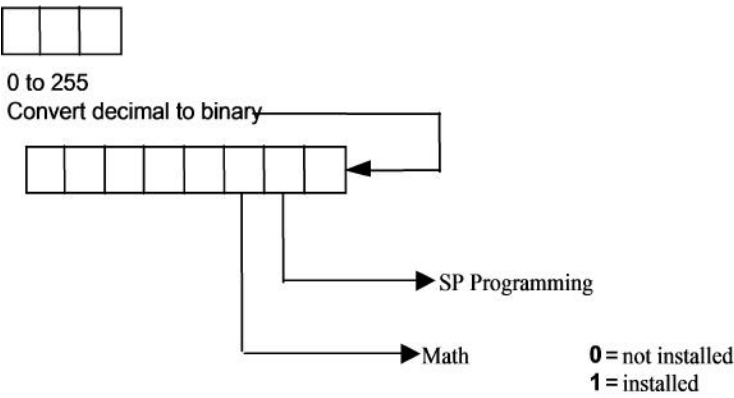 0 to 255
Convert decimal to binary
SP Programming
Math
0 = not installed
1 = installed